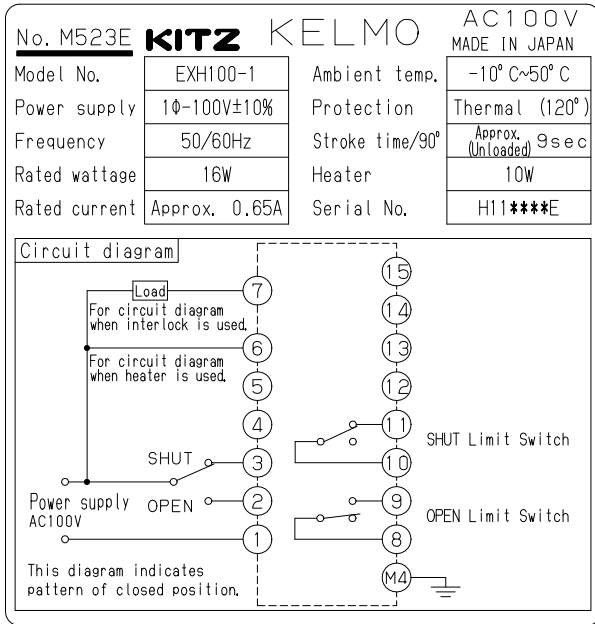 No. M523E KITZ KELMO AC100V
MADE IN JAPAN
Model No. EXH100-1 Ambient temp. -10°C~50°C
Power supply 1Φ-100V±10% Protection Thermal (120°)
Frequency 50/60Hz Stroke time/90° Approx. (Unloaded) 9sec
Rated wattage 16W Heater 10W
Rated current Approx. 0.65A Serial No. H11****E
Circuit diagram
Load
For circuit diagram
when interlock is used.
For circuit diagram
when heater is used.
SHUT
OPEN
Power supply
AC100V
7
6
5
4
3
2
1
15
14
13
12
11
10
9
8
M4
SHUT Limit Switch
OPEN Limit Switch
This diagram indicates
pattern of closed position.